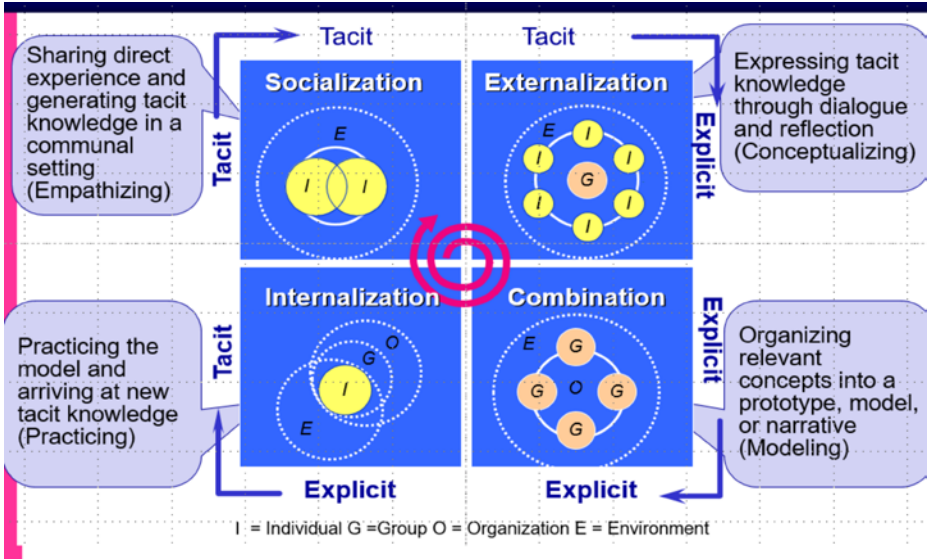 Tacit
Tacit
Sharing direct
experience and
generating tacit
knowledge in a
communal
setting
(Empathizing)
Tacit
Socialization
E
I
I
Externalization
E
I
I
I
I
I
I
G
Explicit
Expressing tacit
knowledge
through dialogue
and reflection
(Conceptualizing)
Practicing the
model and
arriving at new
tacit knowledge
(Practicing)
Tacit
Internalization
O
G
I
E
Combination
E
G
G
O
G
G
Explicit
Organizing
relevant
concepts into a
prototype, model,
or narrative
(Modeling)
Explicit
Explicit
I = Individual G =Group O = Organization E = Environment